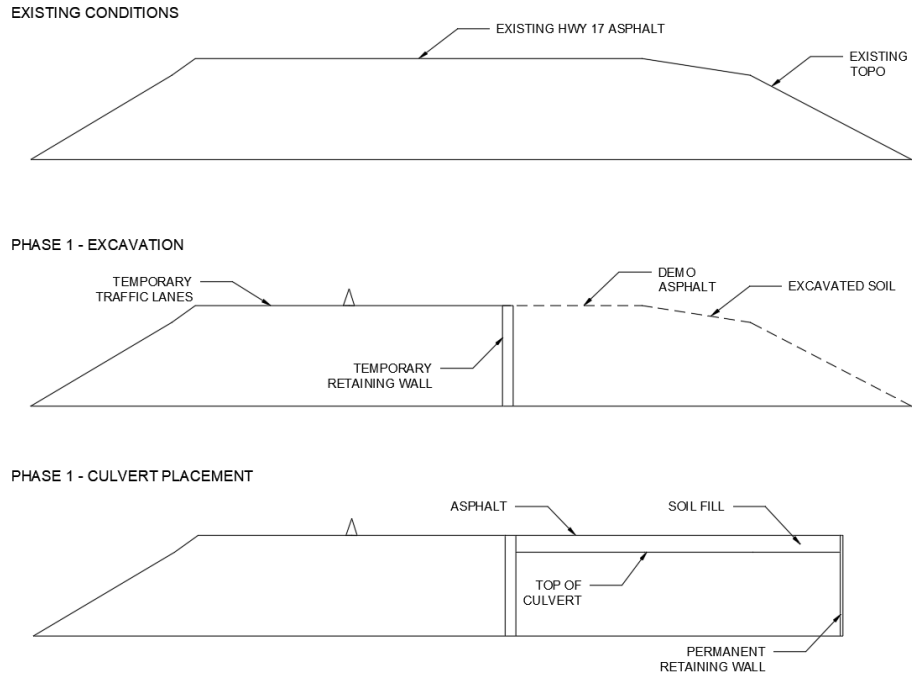 EXISTING CONDITIONS
EXISTING HWY 17 ASPHALT
EXISTING
TOPO
PHASE 1 - EXCAVATION
TEMPORARY
TRAFFIC LANES
DEMO
ASPHALT
EXCAVATED SOIL
TEMPORARY
RETAINING WALL
PHASE 1 - CULVERT PLACEMENT
ASPHALT
SOIL FILL
TOP OF
CULVERT
PERMANENT
RETAINING WALL